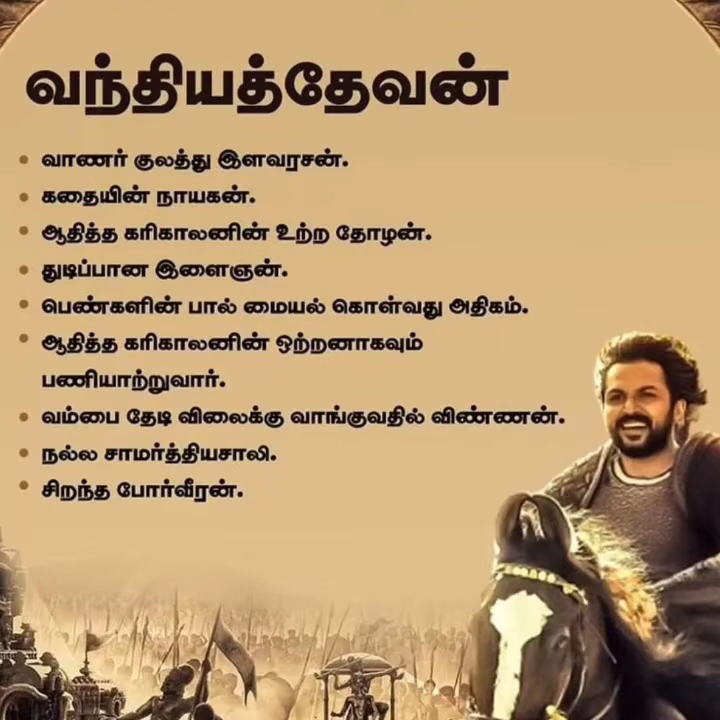 வந்தியத்தேவன்
• வாணர் குலத்து இளவரசன்.
• கதையின் நாயகன்.
• ஆதித்த கரிகாலனின் உற்ற தோழன்.
• துடிப்பான இளைஞன்.
• பெண்களின் பால் மையல் கொள்வது அதிகம்.
• ஆதித்த கரிகாலனின் ஒற்றனாகவும்
பணியாற்றுவார்.
• வம்பை தேடி விலைக்கு வாங்குவதில் விண்ணன்.
• நல்ல சாமர்த்தியசாலி.
• சிறந்த போர்வீரன்.